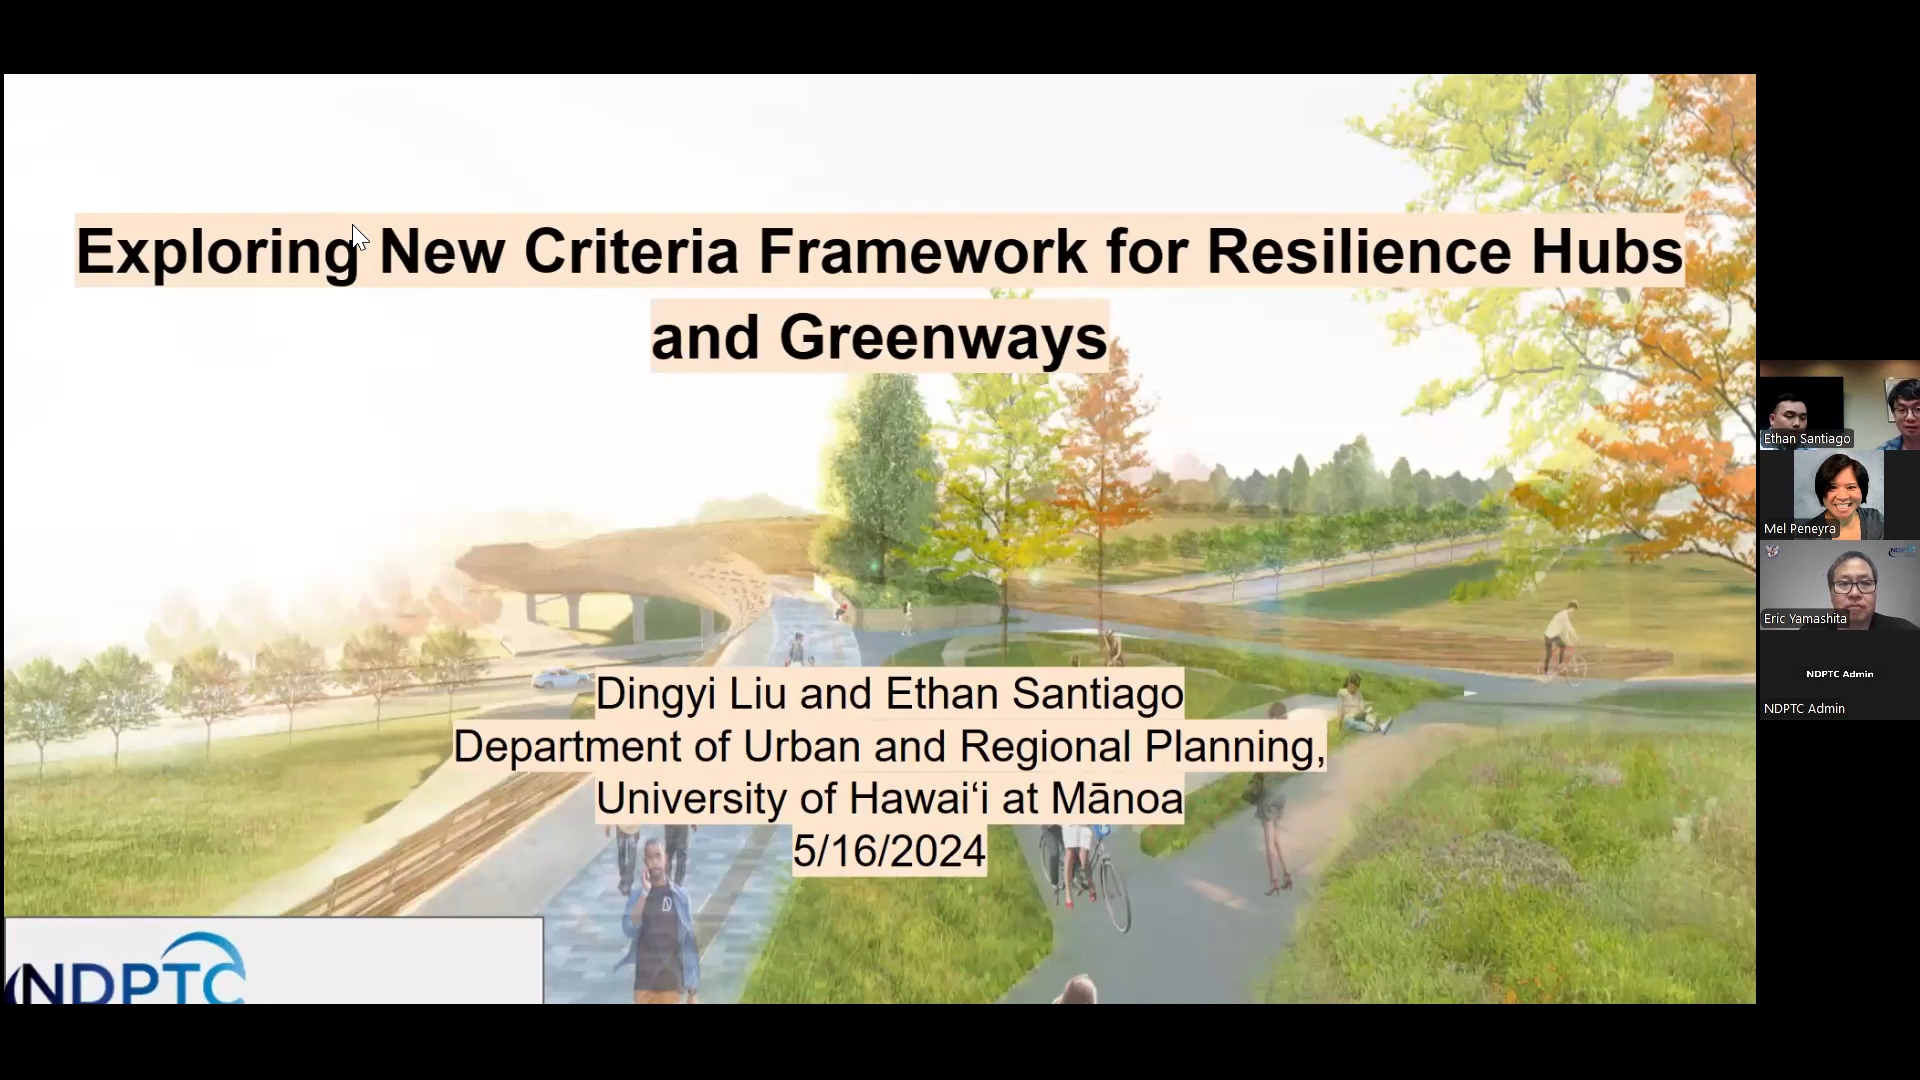 Exploring New Criteria Framework for Resilience Hubs
and Greenways
Dingyi Liu and Ethan Santiago
Department of Urban and Regional Planning,
University of Hawaiʻi at Mānoa
5/16/2024
NDPTC
Ethan Santiago
Mel Peneyra
Eric Yamashita
NDPTC Admin
NDPTC Admin